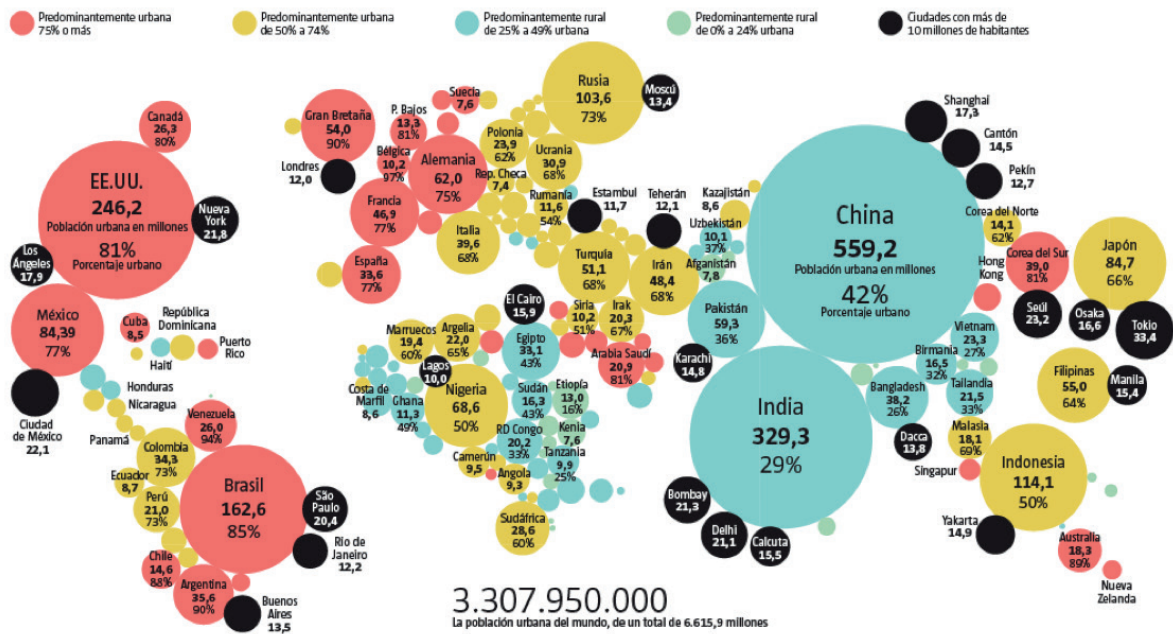 Predominantemente urbana
75% o más
Predominantemente urbana
de 50% a 74%
Predominantemente rural
de 25% a 49% urbana
Predominantemente rural
de 0% a 24% urbana
Ciudades con más de
10 millones de habitantes
Canadá
26,3
80%
EE.UU.
246,2
Población urbana en millones
81%
Porcentaje urbano
Nueva
York
21,8
Los
Ángeles
17,9
México
84,39
77%
Ciudad
de México
22,1
Cuba
8,5
República
Dominicana
Haití
Puerto
Rico
Honduras
Nicaragua
Panamá
Venezuela
26,0
94%
Colombia
34,3
73%
Ecuador
8,7
Perú
21,0
73%
Brasil
162,6
85%
São
Paulo
20,4
Río de
Janeiro
12,2
Chile
14,6
88%
Argentina
35,6
90%
Buenos
Aires
13,5
Gran Bretaña
54,0
90%
Londres
12,0
P. Bajos
13,3
81%
Suecia
7,6
Bélgica
10,2
97%
Alemania
62,0
75%
Francia
46,9
77%
España
33,6
77%
Italia
39,6
68%
Polonia
23,9
62%
Rep. Checa
7,4
Ucrania
30,9
68%
Rumanía
11,6
54%
Rusia
103,6
73%
Moscú
13,4
Estambul
11,7
Turquía
51,1
68%
Teherán
12,1
Irán
48,4
68%
Kazajistán
8,6
Uzbekistán
10,1
37%
Afganistán
7,8
Pakistán
59,3
36%
Karachi
14,8
Siria
10,2
51%
Irak
20,3
67%
Arabia Saudí
20,9
81%
El Cairo
15,9
Egipto
33,1
43%
Marruecos
19,4
60%
Argelia
22,0
65%
Lagos
10,0
Nigeria
68,6
50%
Costa de
Marfil
8,6
Ghana
11,3
49%
Sudán
16,3
43%
Etiopía
13,0
16%
Kenia
7,6
RD Congo
20,2
33%
Tanzania
9,9
25%
Camerún
9,5
Angola
9,3
Sudáfrica
28,6
60%
China
559,2
Población urbana en millones
42%
Porcentaje urbano
Shanghai
17,3
Cantón
14,5
Pekín
12,7
Corea del Norte
14,1
62%
Corea del Sur
39,0
81%
Hong
Kong
Seúl
23,2
Japón
84,7
66%
Osaka
16,6
Tokio
33,4
India
329,3
29%
Bombay
21,3
Delhi
21,1
Calcuta
15,5
Bangladesh
38,2
26%
Dacca
13,8
Birmania
16,5
32%
Vietnam
23,3
27%
Tailandia
21,5
33%
Malasia
18,1
69%
Singapur
Filipinas
55,0
64%
Manila
15,4
Indonesia
114,1
50%
Yakarta
14,9
Australia
18,3
89%
Nueva
Zelanda
3.307.950.000
La población urbana del mundo, de un total de 6.615,9 millones